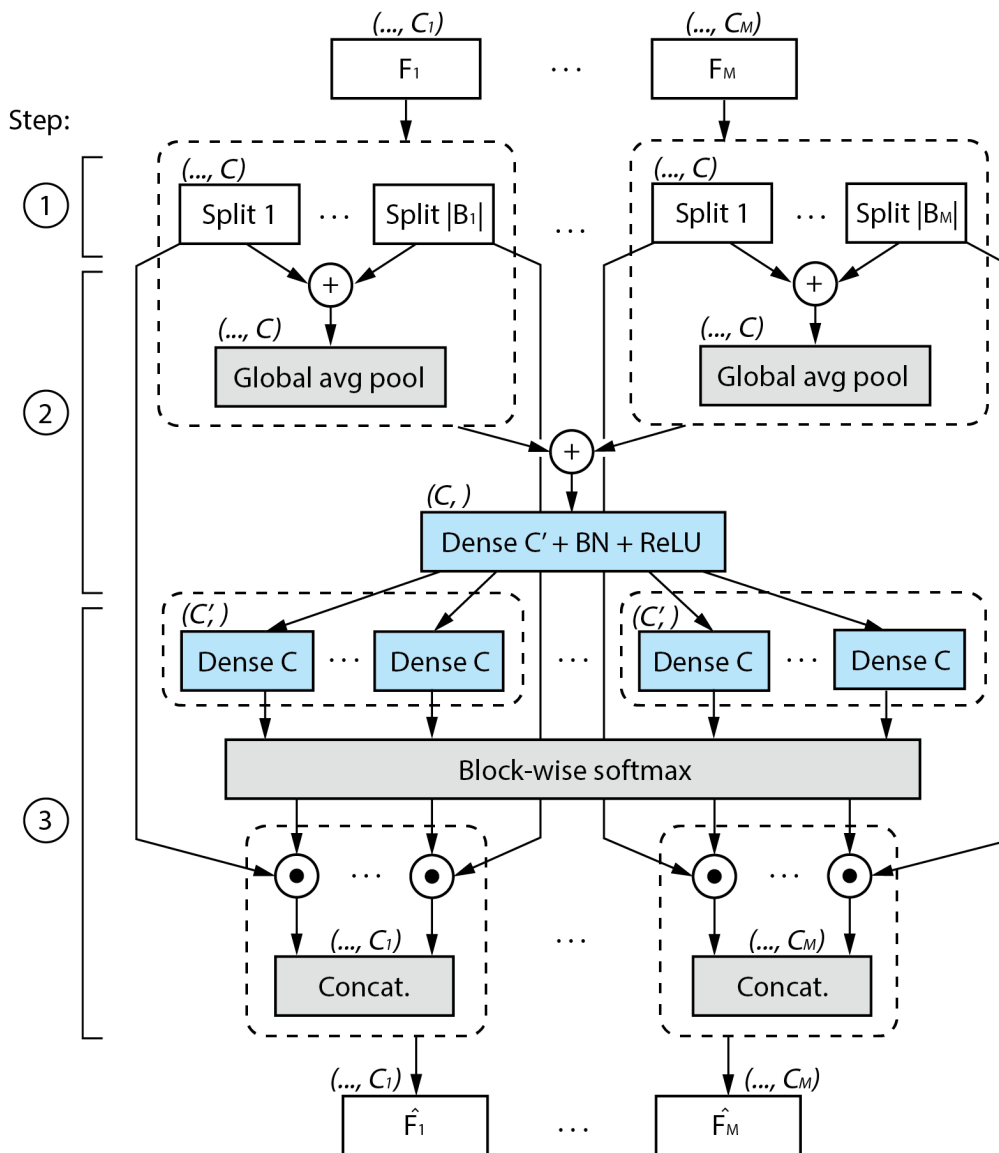 (..., C₁) (..., Cₘ)
F₁ ... Fₘ
Step:
(..., C) (..., C)
1 Split 1 ... Split |B₁| ... Split 1 ... Split |Bₘ|
+ +
(..., C) (..., C)
Global avg pool Global avg pool
2
+
(C, )
Dense C′ + BN + ReLU
(C′, ) (C′, )
Dense C ... Dense C ... Dense C ... Dense C
Block-wise softmax
3
... ...
(..., C₁) ... (..., Cₘ)
Concat. Concat.
(..., C₁) (..., Cₘ)
F̂₁ ... F̂ₘ